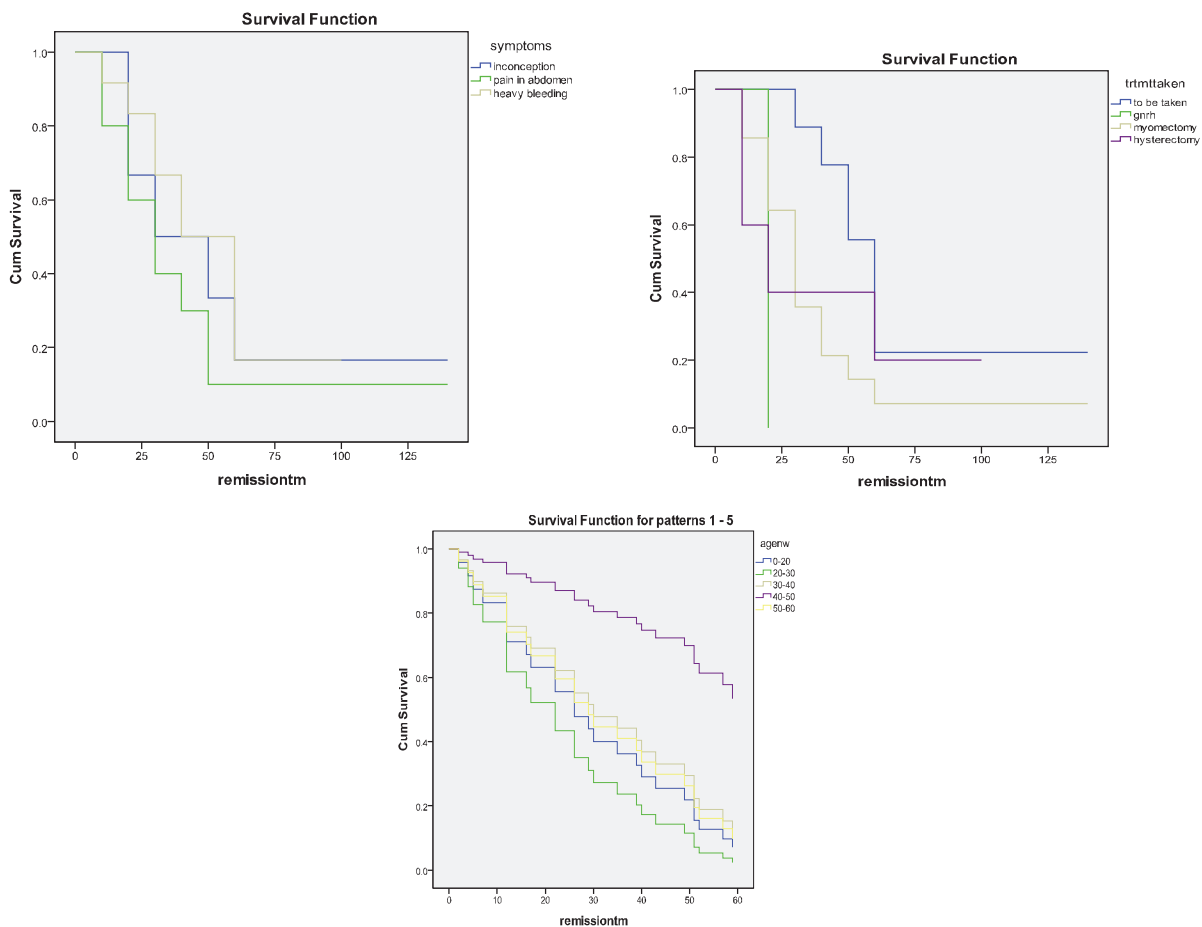 Survival Function
symptoms
inconception
pain in abdomen
heavy bleeding
1.0
0.8
0.6
0.4
0.2
0.0
Cum Survival
0 25 50 75 100 125
remissiontm
Survival Function
trtmttaken
to be taken
gnrh
myomectomy
hysterectomy
1.0
0.8
0.6
0.4
0.2
0.0
Cum Survival
0 25 50 75 100 125
remissiontm
Survival Function for patterns 1 - 5
agenw
0-20
20-30
30-40
40-50
50-60
1.0
0.8
0.6
0.4
0.2
0.0
Cum Survival
0 10 20 30 40 50 60
remissiontm